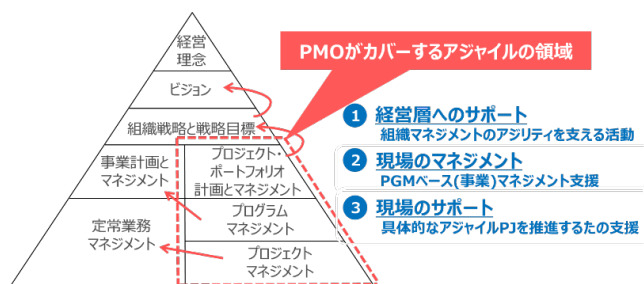 経営
理念
ビジョン
組織戦略と戦略目標
事業計画と
マネジメント
プロジェクト・
ポートフォリオ
計画とマネジメント
定常業務
マネジメント
プログラム
マネジメント
プロジェクト
マネジメント
PMOがカバーするアジャイルの領域
1 経営層へのサポート
組織マネジメントのアジリティを支える活動
2 現場のマネジメント
PGMベース(事業)マネジメント支援
3 現場のサポート
具体的なアジャイルPJを推進するたの支援